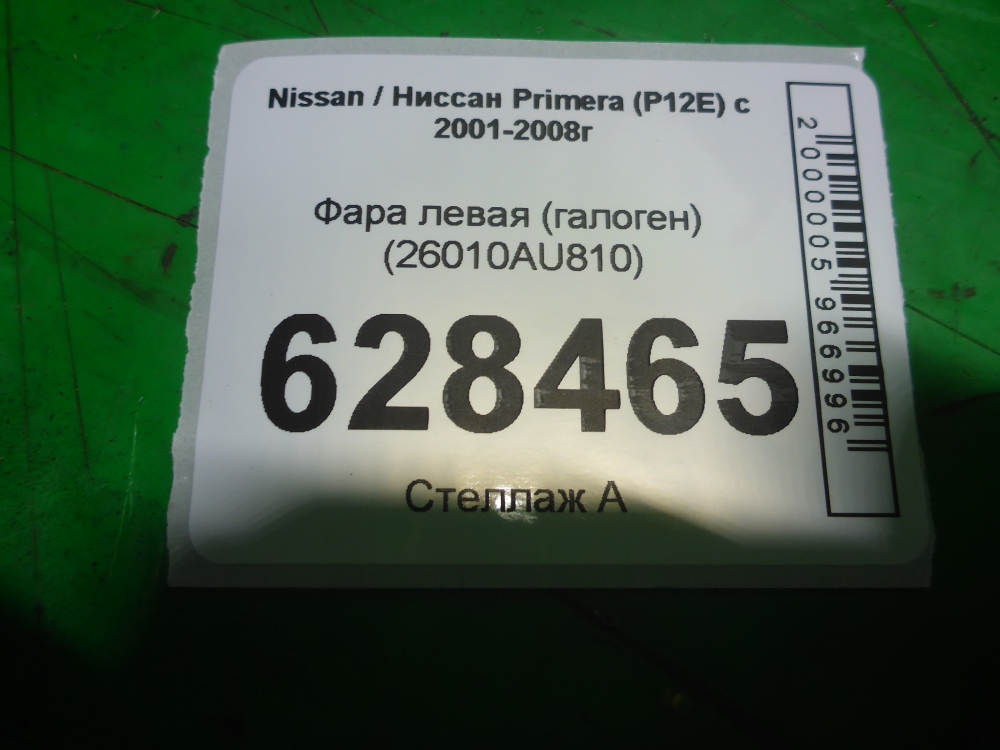 Nissan / Ниссан Primera (P12E) с
2001-2008г
Фара левая (галоген)
(26010AU810)
628465
Стеллаж А
2000005966996